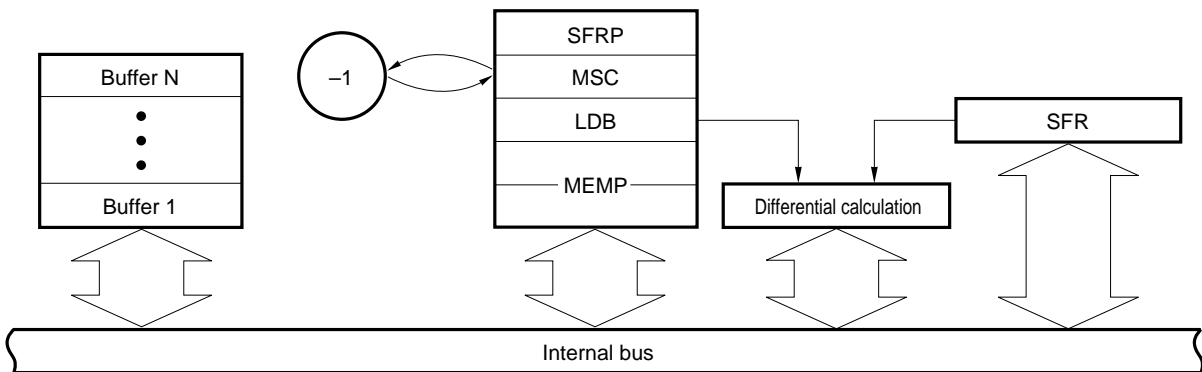 SFRP
Buffer N
–1
MSC
LDB
SFR
MEMP
Buffer 1
Differential calculation
Internal bus